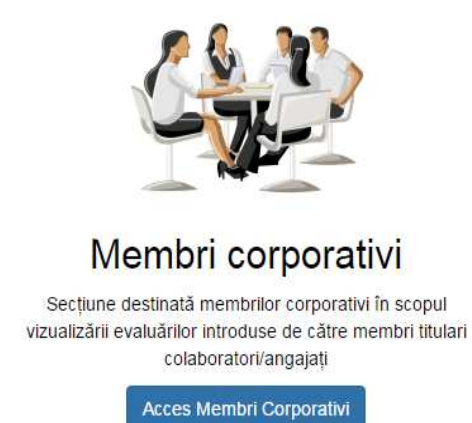 Membri corporativi
Secțiune destinată membrilor corporativi în scopul
vizualizării evaluărilor introduse de către membri titulari
colaboratori/angajați
Acces Membri Corporativi